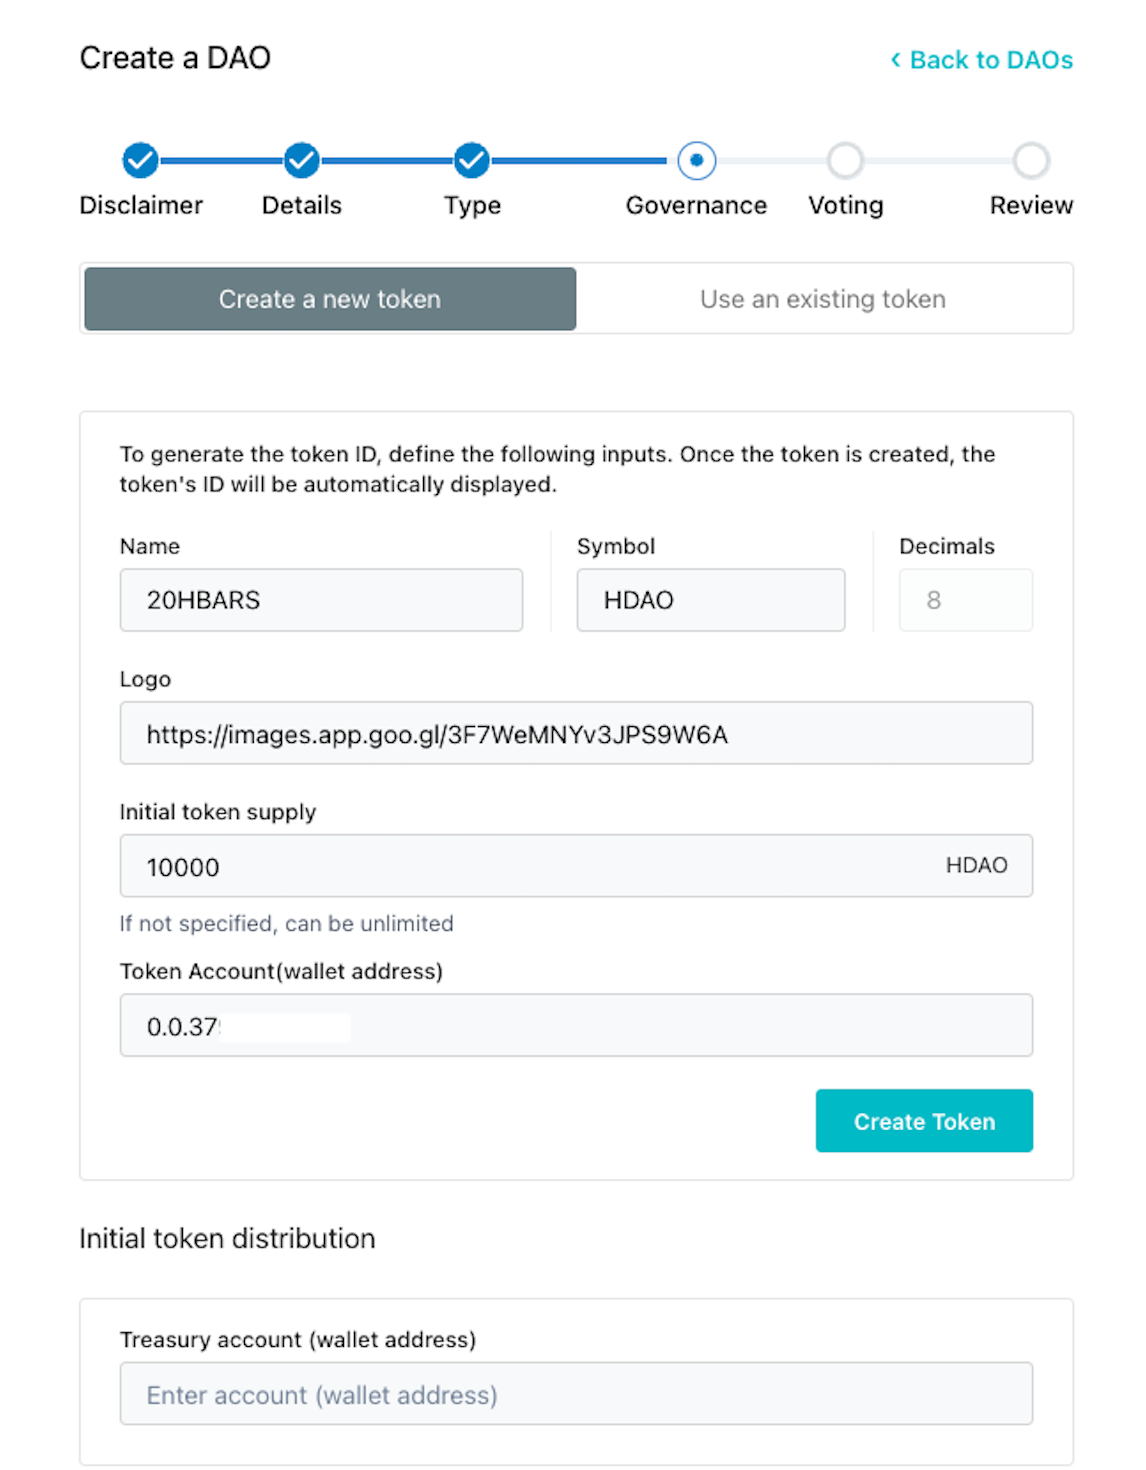 Create a DAO
‹ Back to DAOs
Disclaimer Details Type Governance Voting Review
Create a new token Use an existing token
To generate the token ID, define the following inputs. Once the token is created, the
token's ID will be automatically displayed.
Name Symbol Decimals
20HBARS HDAO 8
Logo
https://images.app.goo.gl/3F7WeMNYv3JPS9W6A
Initial token supply
10000 HDAO
If not specified, can be unlimited
Token Account(wallet address)
0.0.37
Create Token
Initial token distribution
Treasury account (wallet address)
Enter account (wallet address)